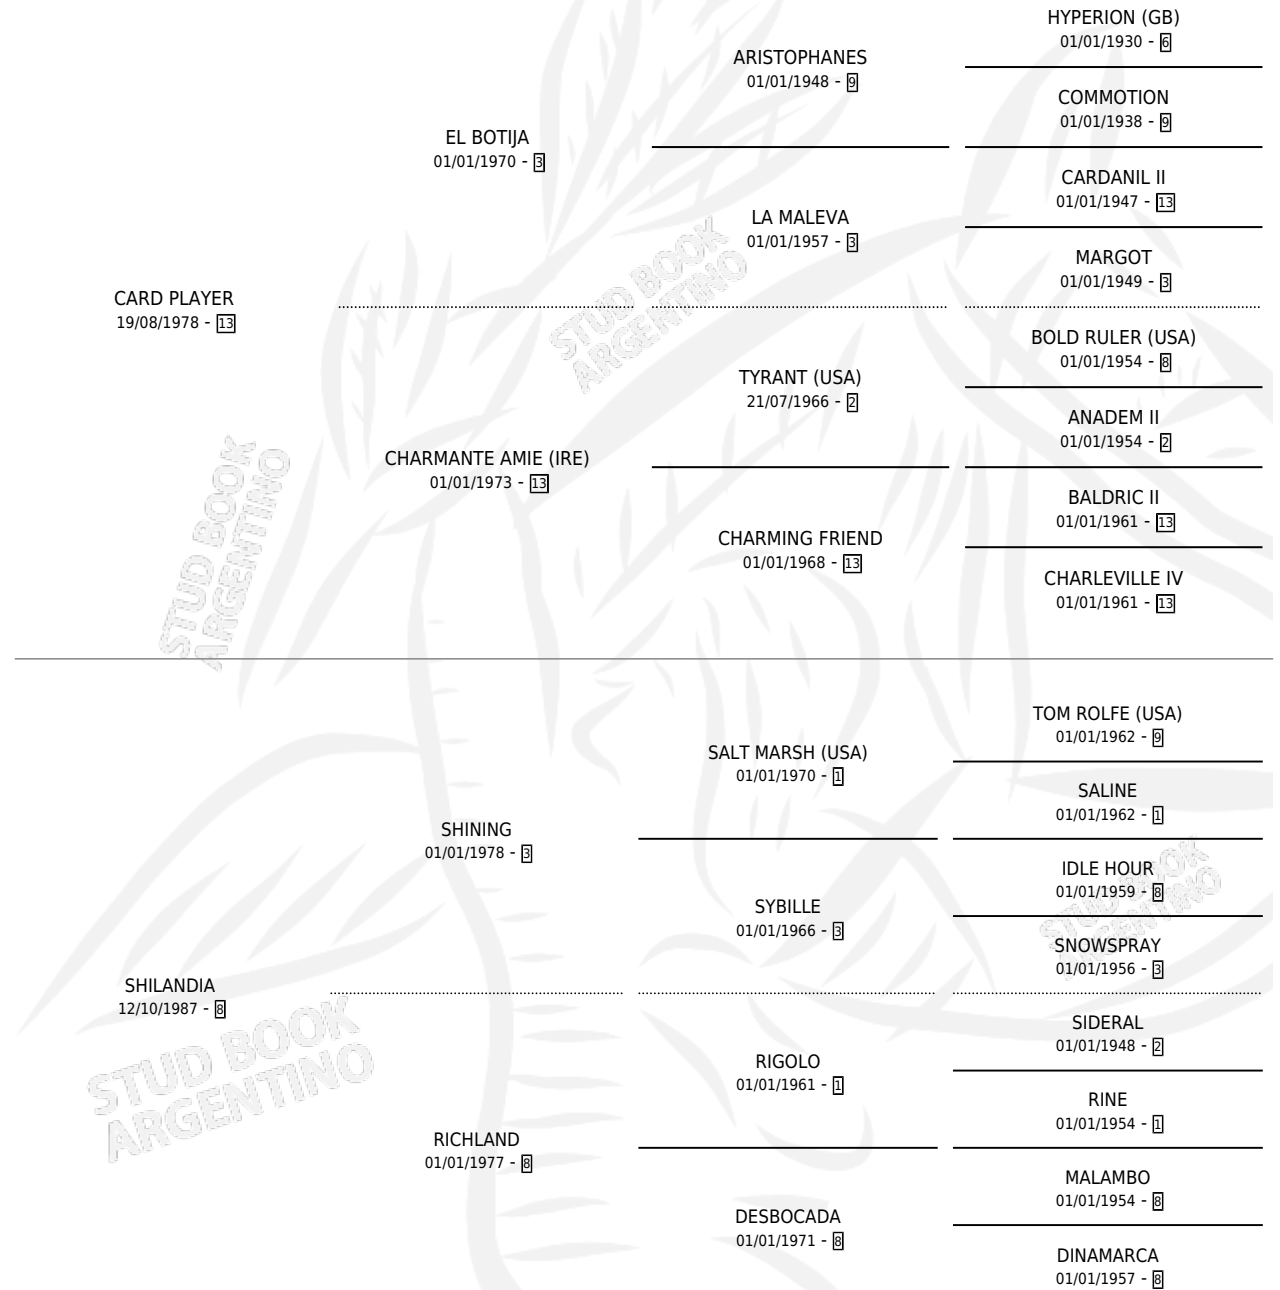 HYPERION (GB)
01/01/1930 - 6
ARISTOPHANES
01/01/1948 - 9
COMMOTION
01/01/1938 - 9
EL BOTIJA
01/01/1970 - 3
CARDANIL II
01/01/1947 - 13
LA MALEVA
01/01/1957 - 3
MARGOT
01/01/1949 - 3
CARD PLAYER
19/08/1978 - 13
BOLD RULER (USA)
01/01/1954 - 8
TYRANT (USA)
21/07/1966 - 2
ANADEM II
01/01/1954 - 2
CHARMANTE AMIE (IRE)
01/01/1973 - 13
BALDRIC II
01/01/1961 - 13
CHARMING FRIEND
01/01/1968 - 13
CHARLEVILLE IV
01/01/1961 - 13
STUD BOOK
ARGENTINO
STUD BOOK
ARGENTINO
TOM ROLFE (USA)
01/01/1962 - 9
SALT MARSH (USA)
01/01/1970 - 1
SALINE
01/01/1962 - 1
SHINING
01/01/1978 - 3
IDLE HOUR
01/01/1959 - 8
SYBILLE
01/01/1966 - 3
SNOWSPRAY
01/01/1956 - 3
SHILANDIA
12/10/1987 - 8
SIDERAL
01/01/1948 - 2
RIGOLO
01/01/1961 - 1
RINE
01/01/1954 - 1
RICHLAND
01/01/1977 - 8
MALAMBO
01/01/1954 - 8
DESBOCADA
01/01/1971 - 8
DINAMARCA
01/01/1957 - 8
STUD BOOK
ARGENTINO
STUD BOOK
ARGENTINO